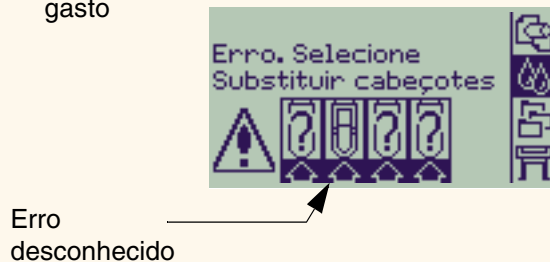 gasto
Erro. Selecione
Substituir cabeçotes
? ? ?
Erro
desconhecido